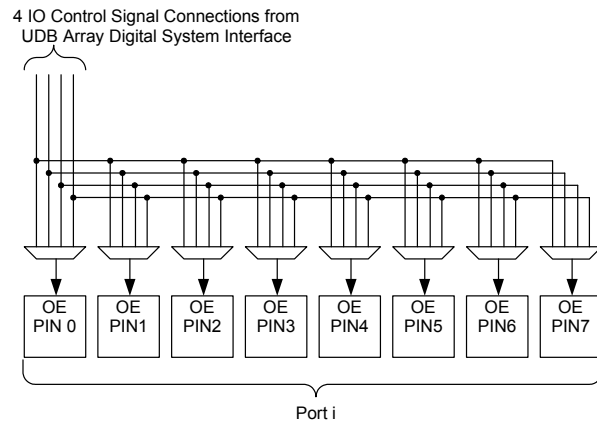 4 IO Control Signal Connections from
UDB Array Digital System Interface
OE OE OE OE OE OE OE OE
PIN 0 PIN1 PIN2 PIN3 PIN4 PIN5 PIN6 PIN7
Port i